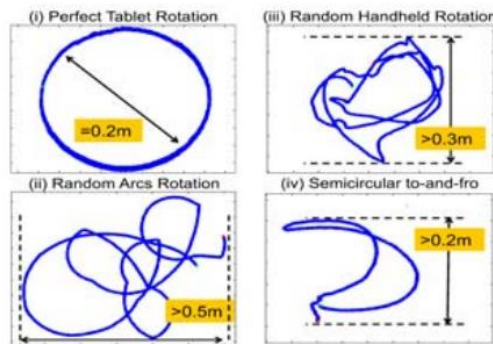 (i) Perfect Tablet Rotation
=0.2m
(ii) Random Arcs Rotation
>0.5m
(iii) Random Handheld Rotation
>0.3m
(iv) Semicircular to-and-fro
>0.2m